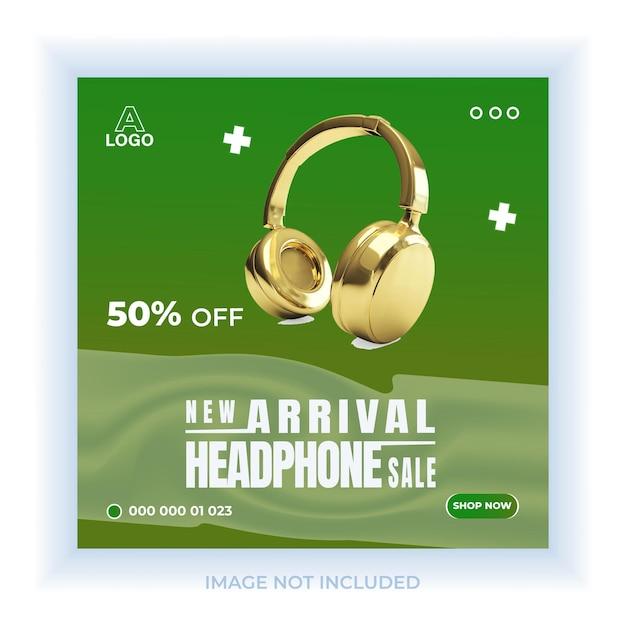 A
LOGO
50% OFF
NEW ARRIVAL
HEADPHONE SALE
000 000 01 023
SHOP NOW
IMAGE NOT INCLUDED